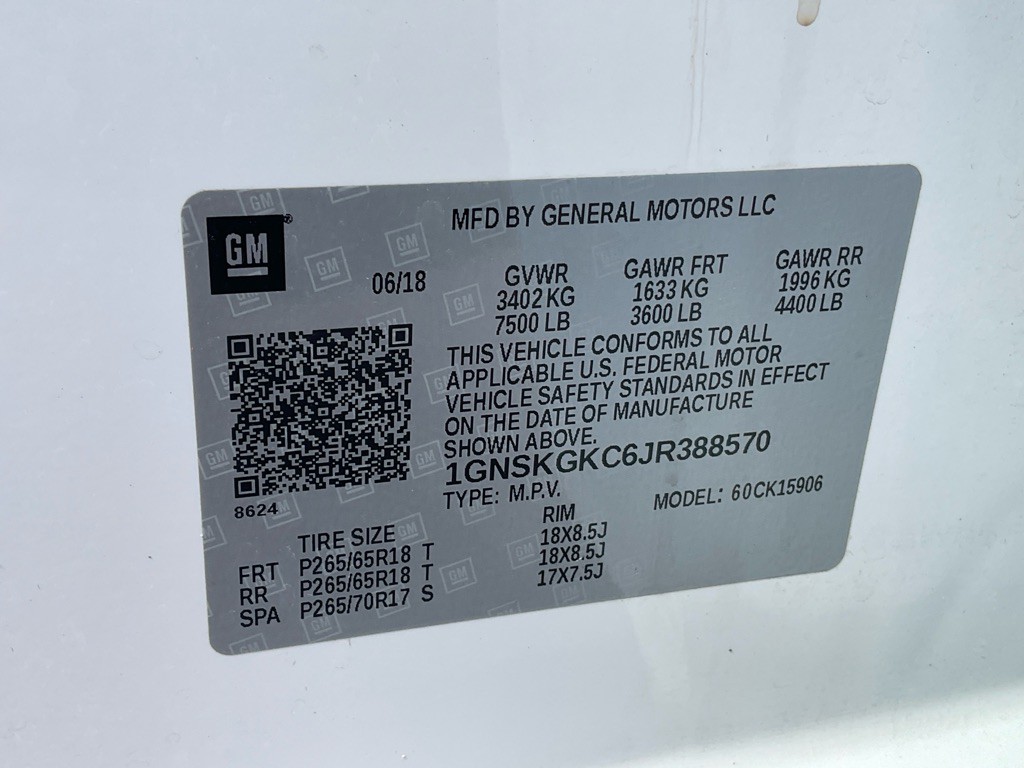 MFD BY GENERAL MOTORS LLC
GM
06/18
GVWR GAWR FRT GAWR RR
3402 KG 1633 KG 1996 KG
7500 LB 3600 LB 4400 LB
THIS VEHICLE CONFORMS TO ALL
APPLICABLE U.S. FEDERAL MOTOR
VEHICLE SAFETY STANDARDS IN EFFECT
ON THE DATE OF MANUFACTURE
SHOWN ABOVE.
1GNSKGKC6JR388570
TYPE: M.P.V. MODEL: 60CK15906
8624
TIRE SIZE RIM
FRT P265/65R18 T 18X8.5J
RR P265/65R18 T 18X8.5J
SPA P265/70R17 S 17X7.5J